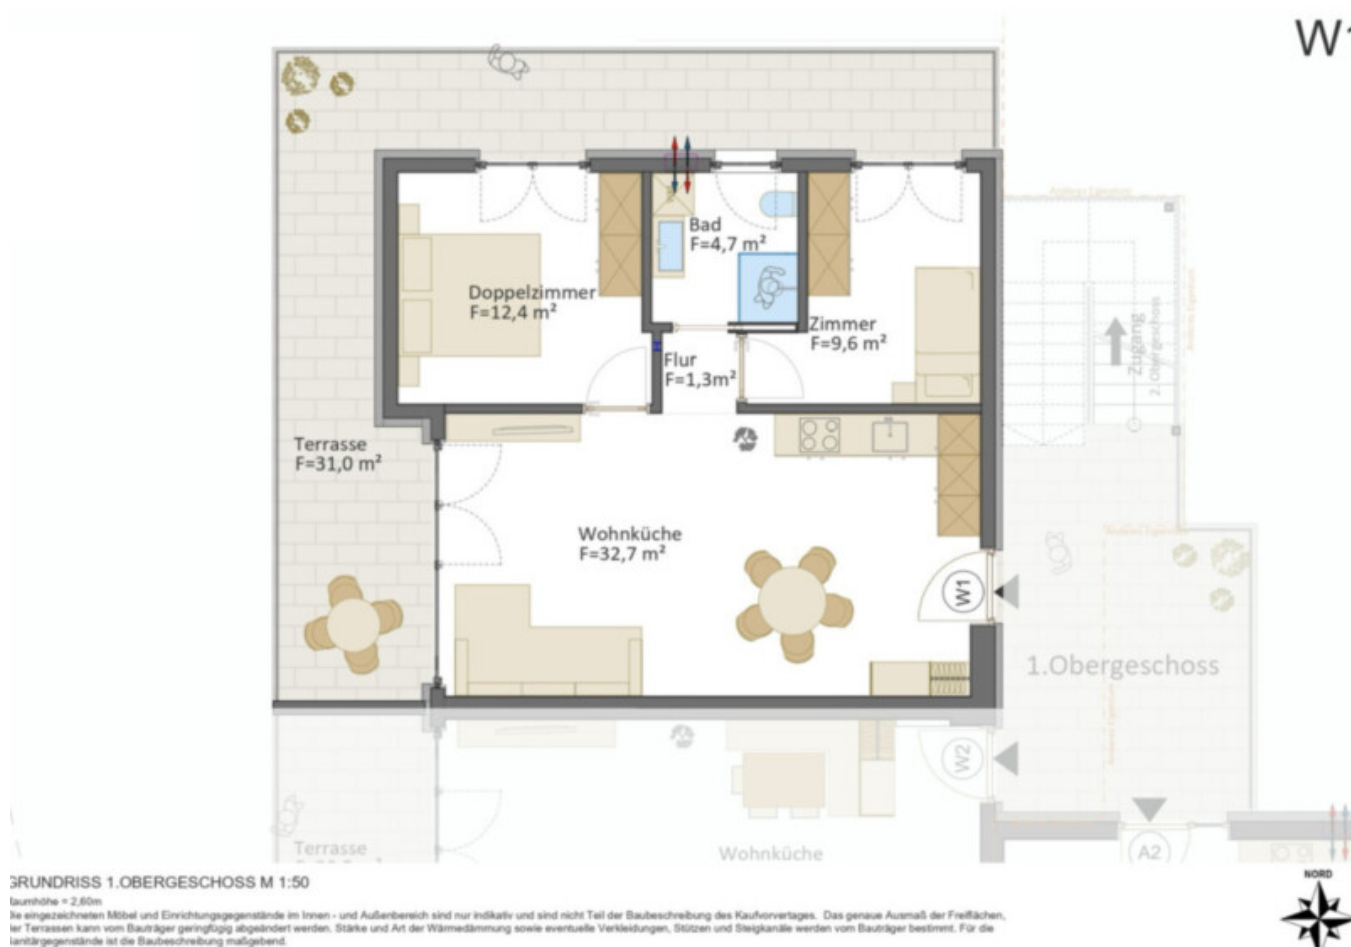 W1
Bad
F=4,7 m²
Doppelzimmer
F=12,4 m²
Zimmer
F=9,6 m²
Flur
F=1,3m²
Zugang
2. Obergeschoss
Terrasse
F=31,0 m²
Wohnküche
F=32,7 m²
W1
1.Obergeschoss
W2
Terrasse
Wohnküche
A2
GRUNDRISS 1.OBERGESCHOSS M 1:50
Raumhöhe = 2,60m
Die eingezeichneten Möbel und Einrichtungsgegenstände im Innen - und Außenbereich sind nur indikativ und sind nicht Teil der Baubeschreibung des Kaufvorvertages. Das genaue Ausmaß der Freiflächen,
der Terrassen kann vom Bauträger geringfügig abgeändert werden. Stärke und Art der Wärmedämmung sowie eventuelle Verkleidungen, Stützen und Steigkanäle werden vom Bauträger bestimmt. Für die
Sanitärgegenstände ist die Baubeschreibung maßgebend.
NORD